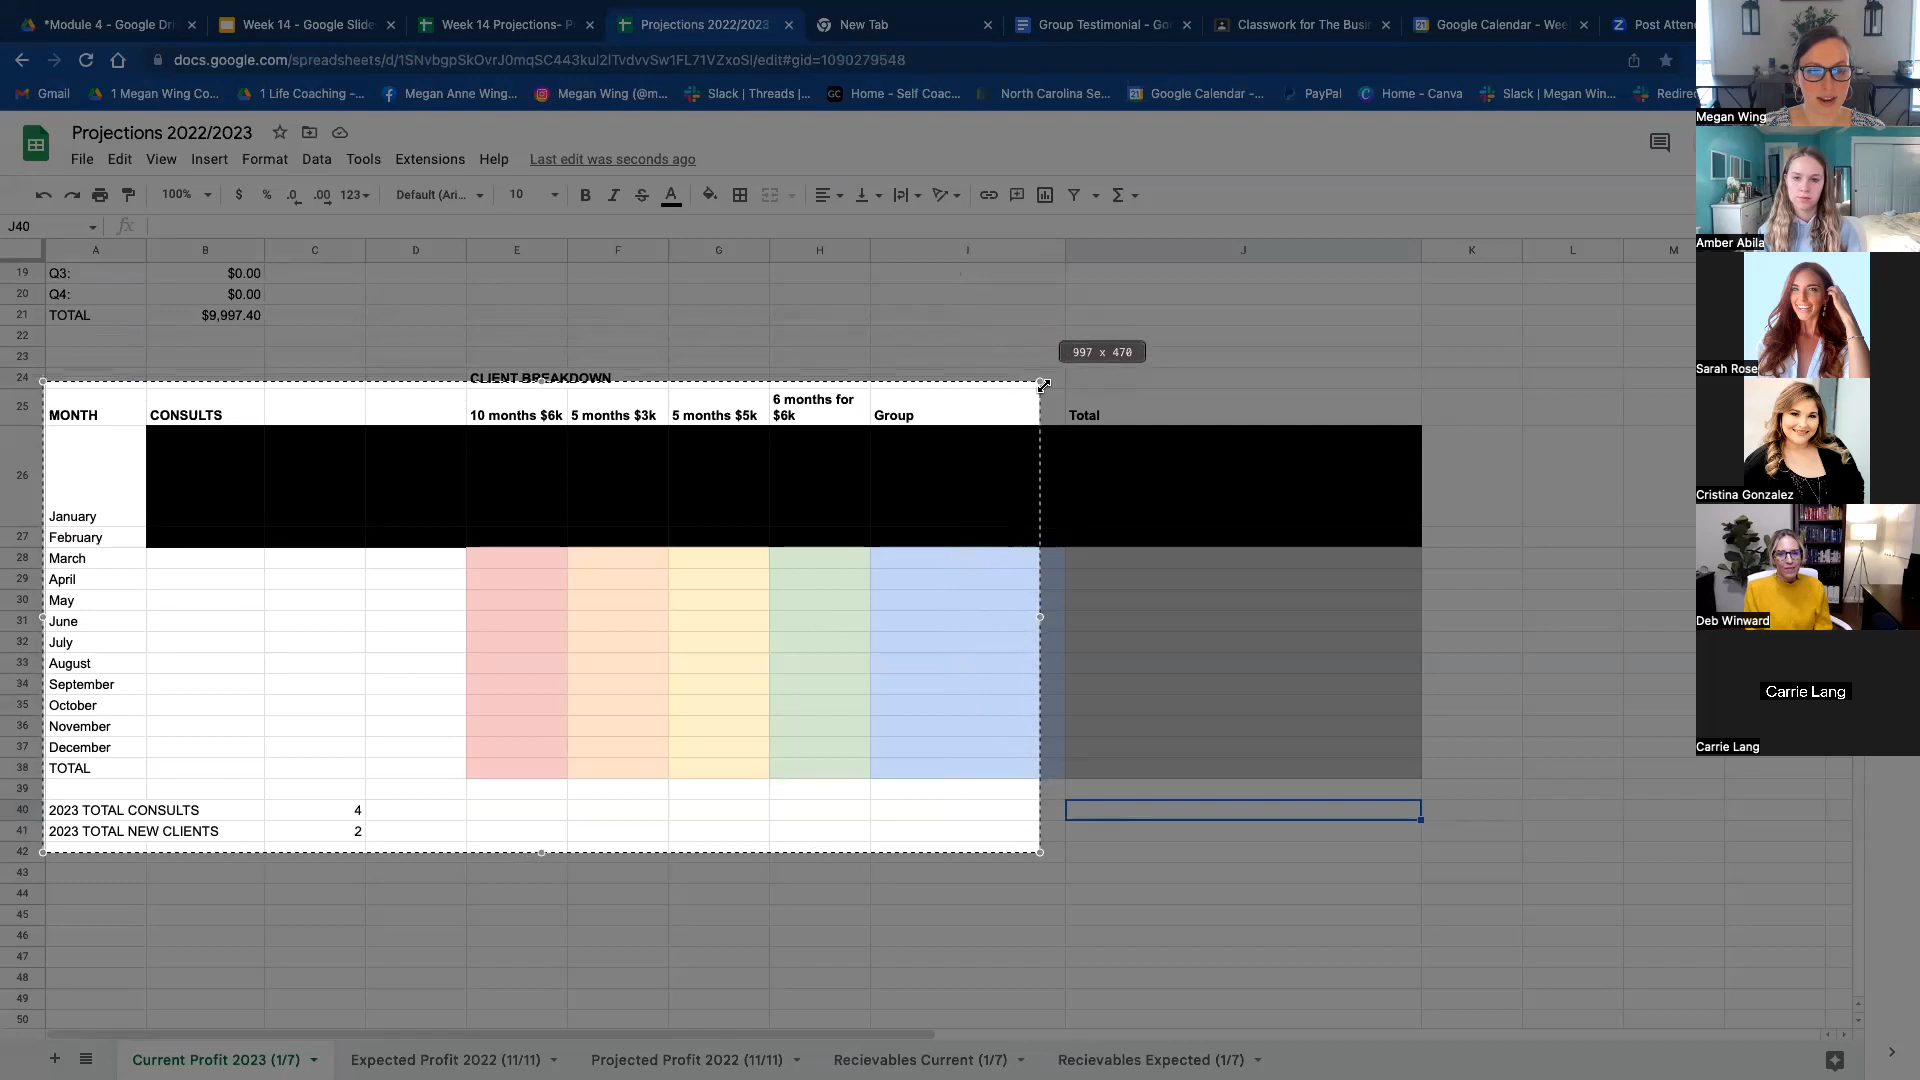 *Module 4 - Google Dri
Week 14 - Google Slide
Week 14 Projections- P
Projections 2022/2023
New Tab
Group Testimonial - Go
Classwork for The Busi
Google Calendar - Wee
Post Atten
docs.google.com/spreadsheets/d/1SNvbgpSkOvrJ0mqSC443kul2lTvdvvSw1FL71VZxoSI/edit#gid=1090279548
Gmail
1 Megan Wing Co...
1 Life Coaching –...
Megan Anne Wing...
Megan Wing (@m...
Slack | Threads |...
Home - Self Coac...
North Carolina Se...
Google Calendar -...
PayPal
Home - Canva
Slack | Megan Win...
Redirec
Projections 2022/2023
File Edit View Insert Format Data Tools Extensions Help Last edit was seconds ago
100% $ % .0 .00 123 Default (Ari... 10 B I S A
J40 fx
A B C D E F G H I J K L M
19 Q3: $0.00
20 Q4: $0.00
21 TOTAL $9,997.40
22
23
24 CLIENT BREAKDOWN
997 x 470
25 MONTH CONSULTS 10 months $6k 5 months $3k 5 months $5k 6 months for $6k Group Total
26 January
27 February
28 March
29 April
30 May
31 June
32 July
33 August
34 September
35 October
36 November
37 December
38 TOTAL
39
40 2023 TOTAL CONSULTS 4
41 2023 TOTAL NEW CLIENTS 2
42
43
44
45
46
47
48
49
50
Current Profit 2023 (1/7)
Expected Profit 2022 (11/11)
Projected Profit 2022 (11/11)
Recievables Current (1/7)
Recievables Expected (1/7)
Megan Wing
Amber Abila
Sarah Rose
Cristina Gonzalez
Deb Winward
Carrie Lang
Carrie Lang